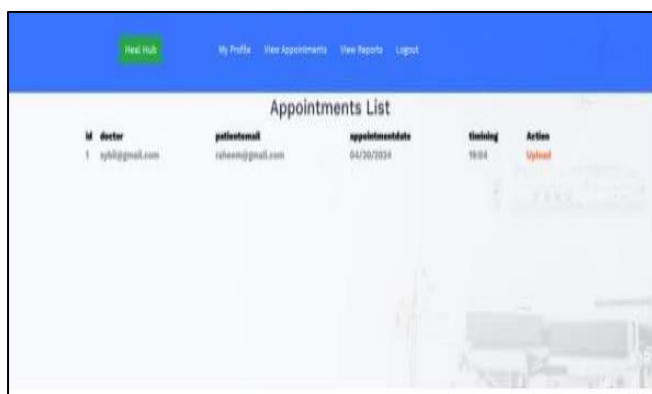 Heal Hub My Profile View Appointments View Reports Logout
Appointments List
id doctor patientemail appointmentdate timining Action
1 sybil@gmail.com raheem@gmail.com 04/20/2024 19:04 Upload